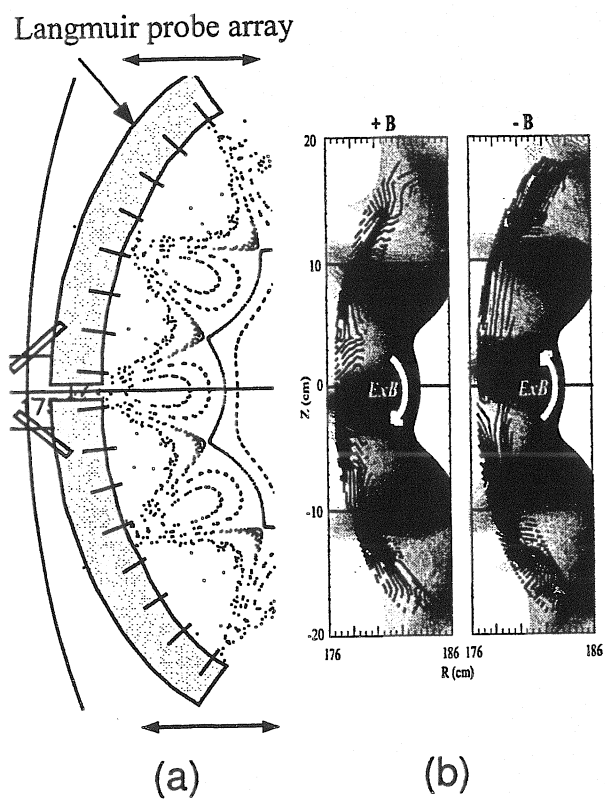 Langmuir probe array
+B
-B
20
10
0
-10
-20
Z (cm)
ExB
ExB
176
186
176
186
R (cm)
(a)
(b)